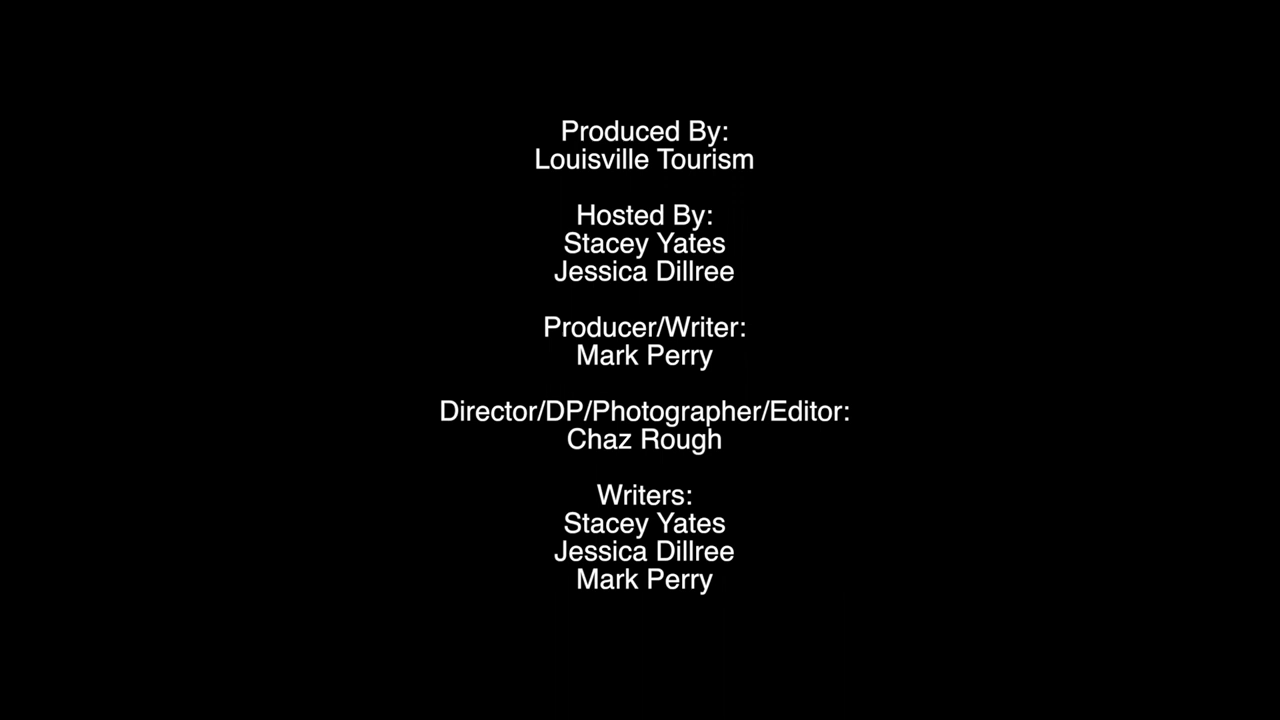 Produced By:
Louisville Tourism
Hosted By:
Stacey Yates
Jessica Dillree
Producer/Writer:
Mark Perry
Director/DP/Photographer/Editor:
Chaz Rough
Writers:
Stacey Yates
Jessica Dillree
Mark Perry